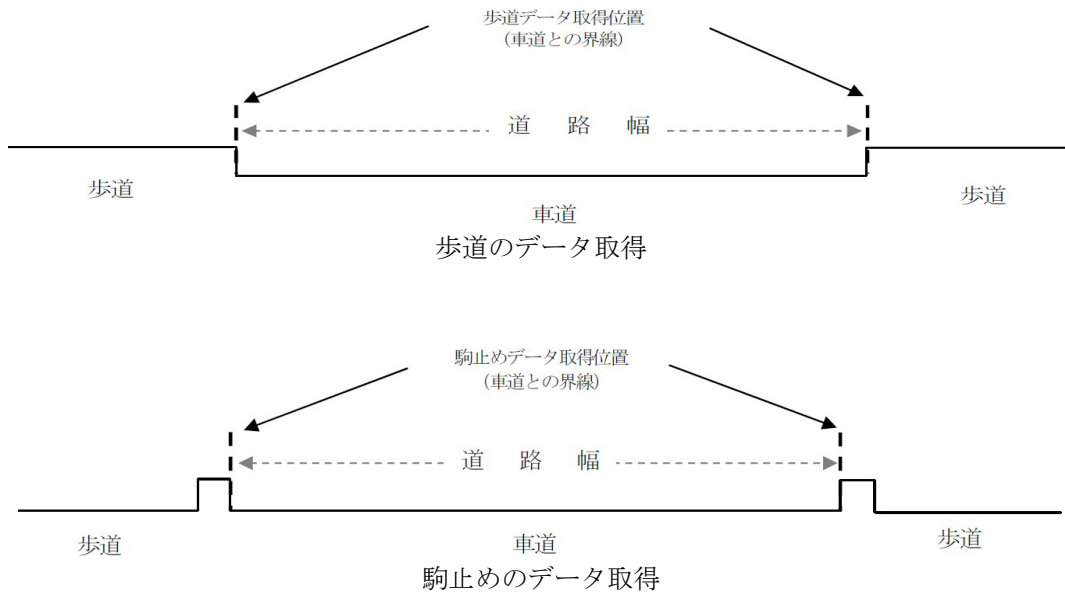 歩道データ取得位置
(車道との界線)
道 路 幅
歩道
歩道
車道
歩道のデータ取得
駒止めデータ取得位置
(車道との界線)
道 路 幅
歩道
車道
歩道
駒止めのデータ取得